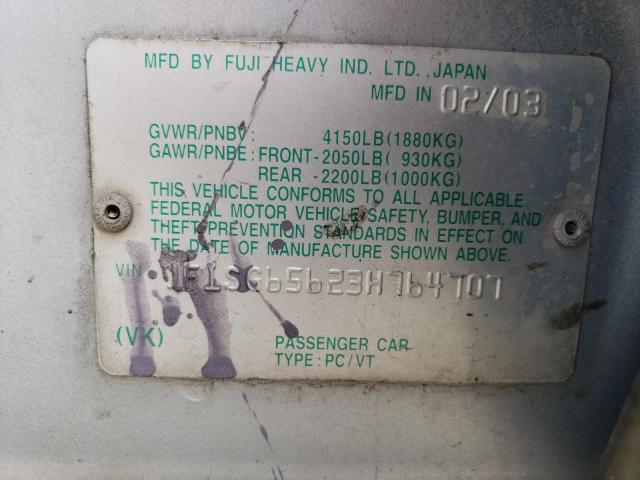 MFD BY FUJI HEAVY IND. LTD., JAPAN
MFD IN 02/03
GVWR/PNBV: 4150LB(1880KG)
GAWR/PNBE: FRONT-2050LB( 930KG)
REAR -2200LB(1000KG)
THIS VEHICLE CONFORMS TO ALL APPLICABLE
FEDERAL MOTOR VEHICLE SAFETY, BUMPER, AND
THEFT PREVENTION STANDARDS IN EFFECT ON
THE DATE OF MANUFACTURE SHOWN ABOVE.
VIN: JF1SG65623H764707
(VK) PASSENGER CAR
TYPE: PC/VT